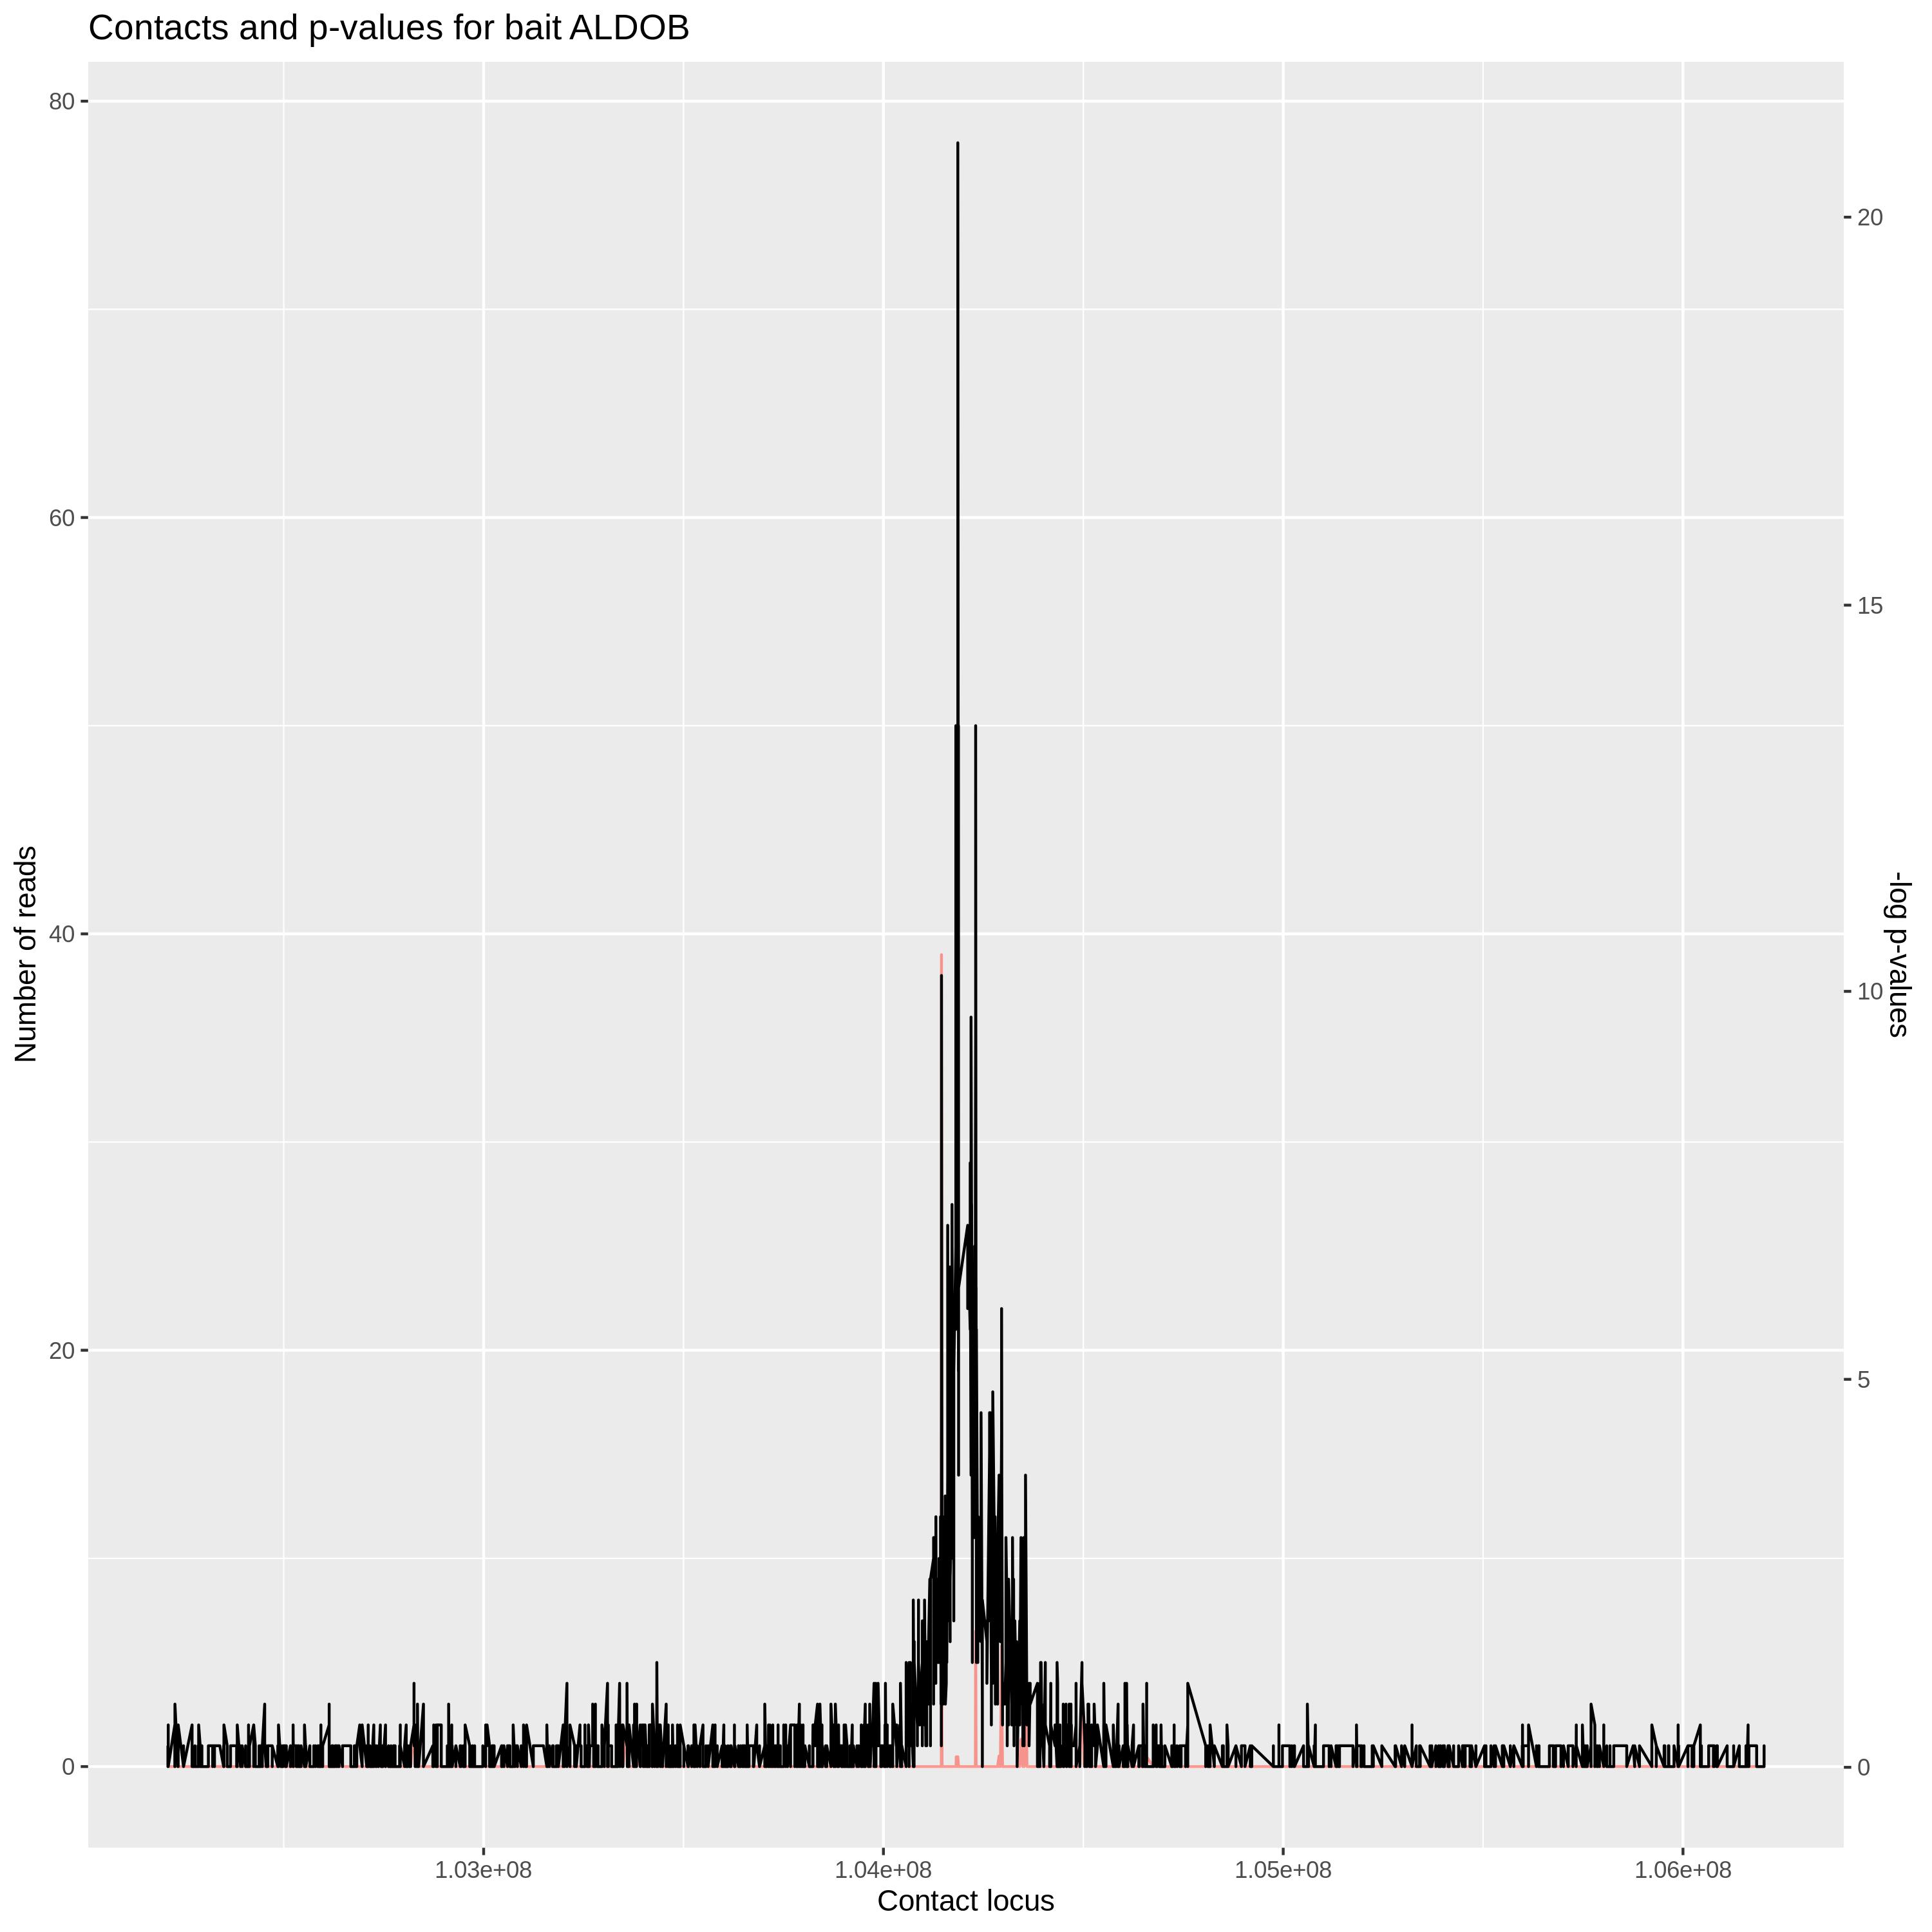 Contacts and p-values for bait ALDOB
80
60
40
20
0
Number of reads
20
15
10
5
0
-log p-values
1.03e+08
1.04e+08
1.05e+08
1.06e+08
Contact locus